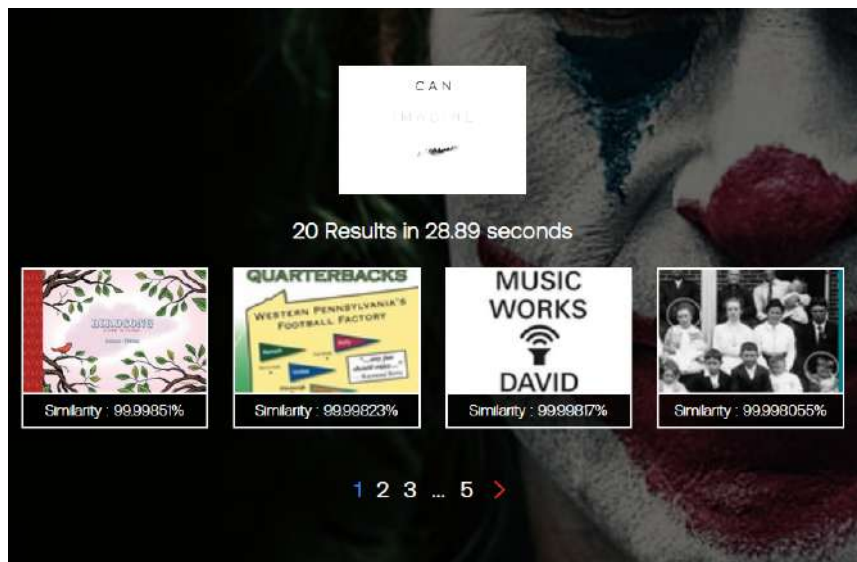 CAN
IMAGINE
20 Results in 28.89 seconds
BIRDSONG
QUARTERBACKS
WESTERN PENNSYLVANIA'S
FOOTBALL FACTORY
MUSIC
WORKS
DAVID
Similarity : 99.99851%
Similarity : 99.99823%
Similarity : 99.99817%
Similarity : 99.998055%
1 2 3 ... 5 >